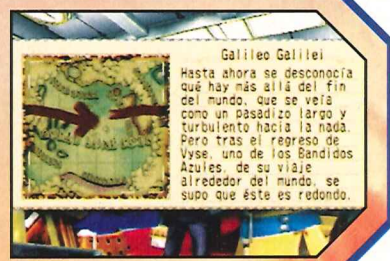 Galileo Galilei
Hasta ahora se desconocía
qué hay más allá del fin
del mundo, que se veía
como un pasadizo largo y
turbulento hacia la nada.
Pero tras el regreso de
Vyse, uno de los Bandidos
Azules, de su viaje
alrededor del mundo, se
supo que éste es redondo.